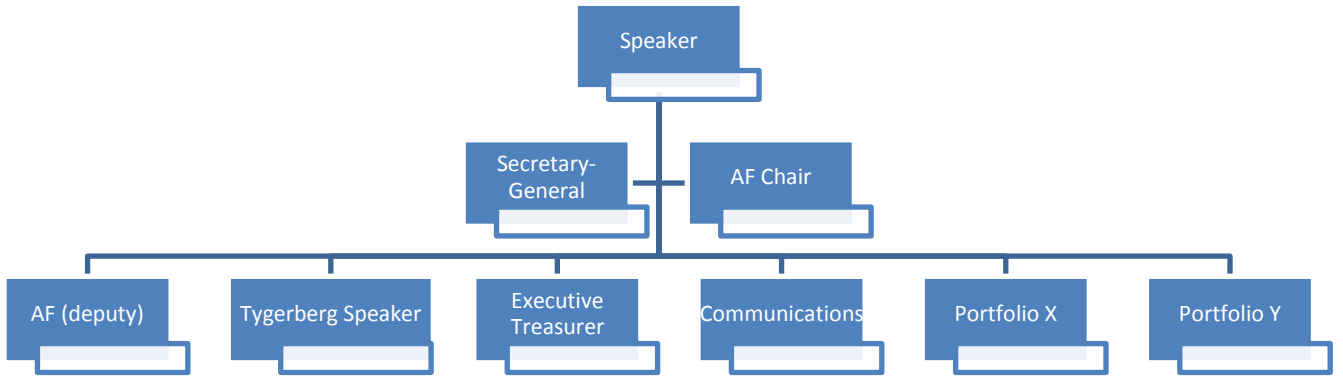 Speaker
Secretary-
General
AF Chair
AF (deputy)
Tygerberg Speaker
Executive
Treasurer
Communications
Portfolio X
Portfolio Y